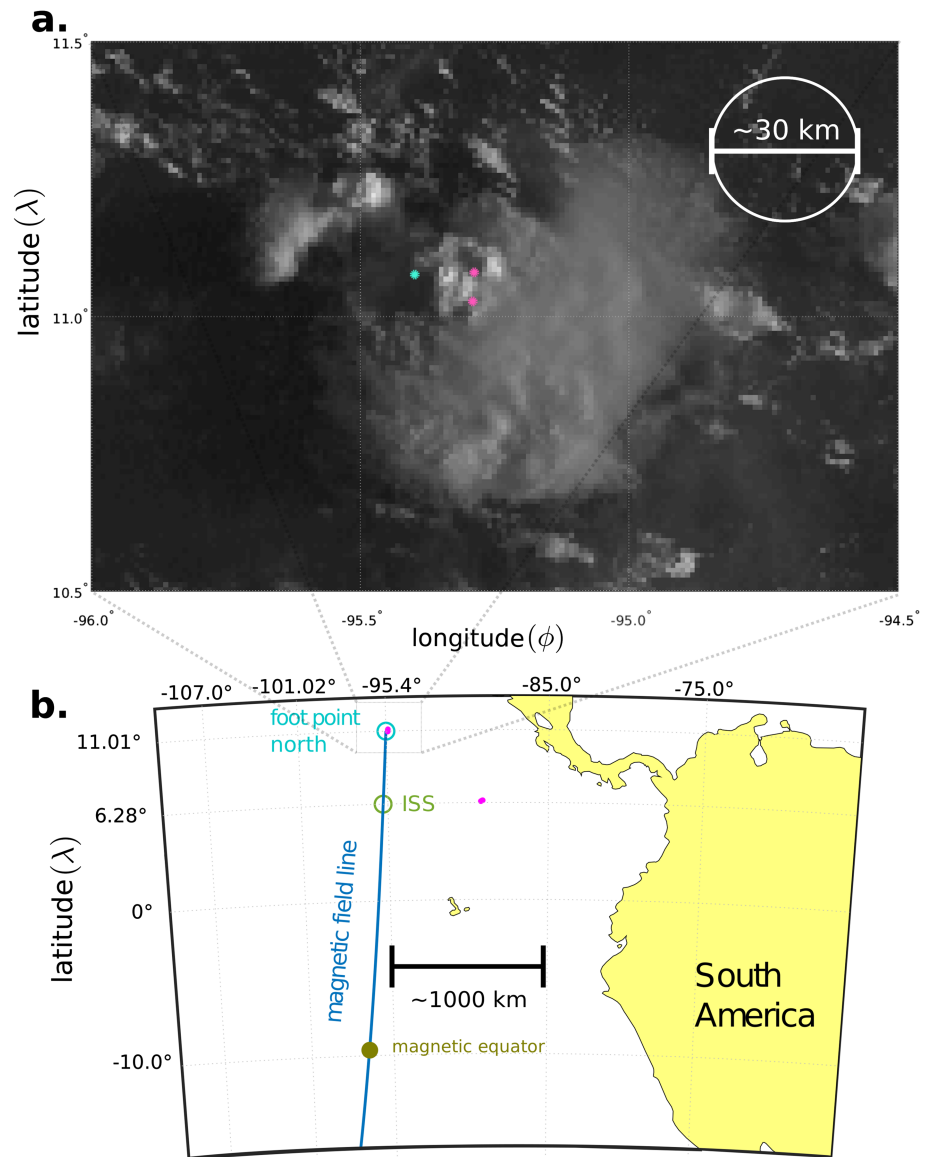 a.
11.5°
~30 km
latitude (λ)
11.0°
10.5°
-96.0° -95.5° -95.0° -94.5°
longitude(ϕ)
b.
-107.0° -101.02° -95.4° -85.0° -75.0°
foot point
north
11.01°
ISS
6.28°
latitude(λ)
magnetic field line
0°
~1000 km
South
America
magnetic equator
-10.0°